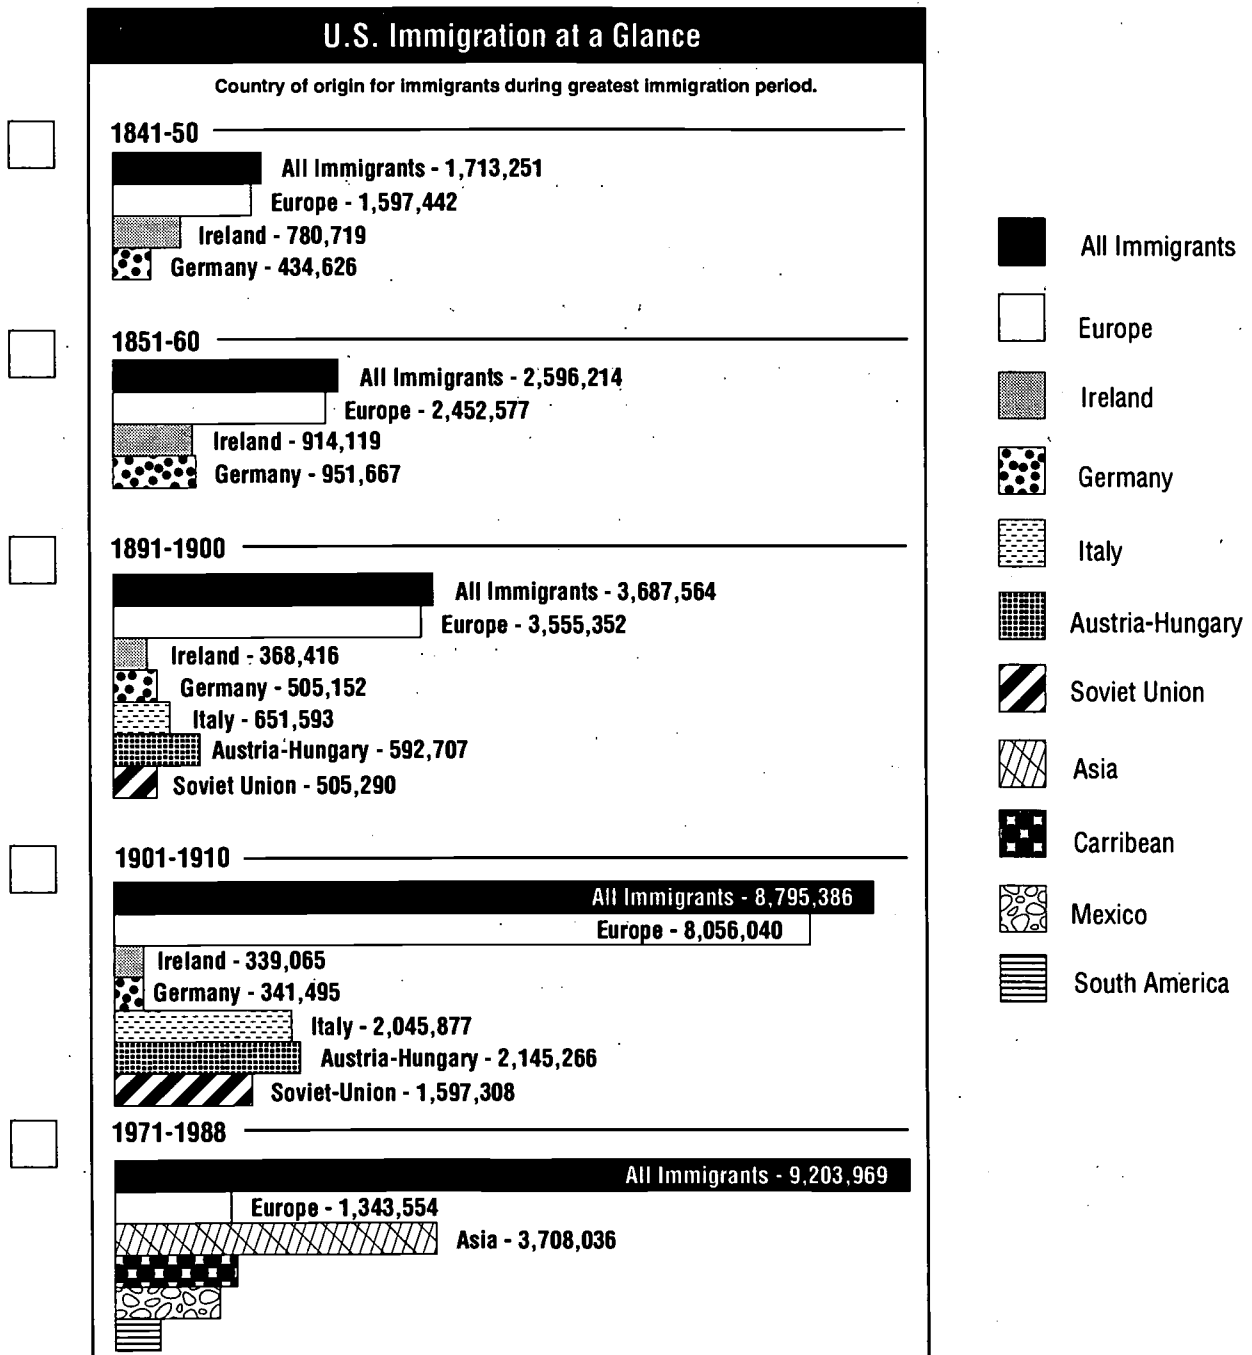 U.S. Immigration at a Glance
Country of origin for immigrants during greatest immigration period.
1841-50
All Immigrants - 1,713,251
Europe - 1,597,442
Ireland - 780,719
Germany - 434,626
1851-60
All Immigrants - 2,596,214
Europe - 2,452,577
Ireland - 914,119
Germany - 951,667
1891-1900
All Immigrants - 3,687,564
Europe - 3,555,352
Ireland - 368,416
Germany - 505,152
Italy - 651,593
Austria-Hungary - 592,707
Soviet Union - 505,290
1901-1910
All Immigrants - 8,795,386
Europe - 8,056,040
Ireland - 339,065
Germany - 341,495
Italy - 2,045,877
Austria-Hungary - 2,145,266
Soviet-Union - 1,597,308
1971-1988
All Immigrants - 9,203,969
Europe - 1,343,554
Asia - 3,708,036
All Immigrants
Europe
Ireland
Germany
Italy
Austria-Hungary
Soviet Union
Asia
Carribean
Mexico
South America